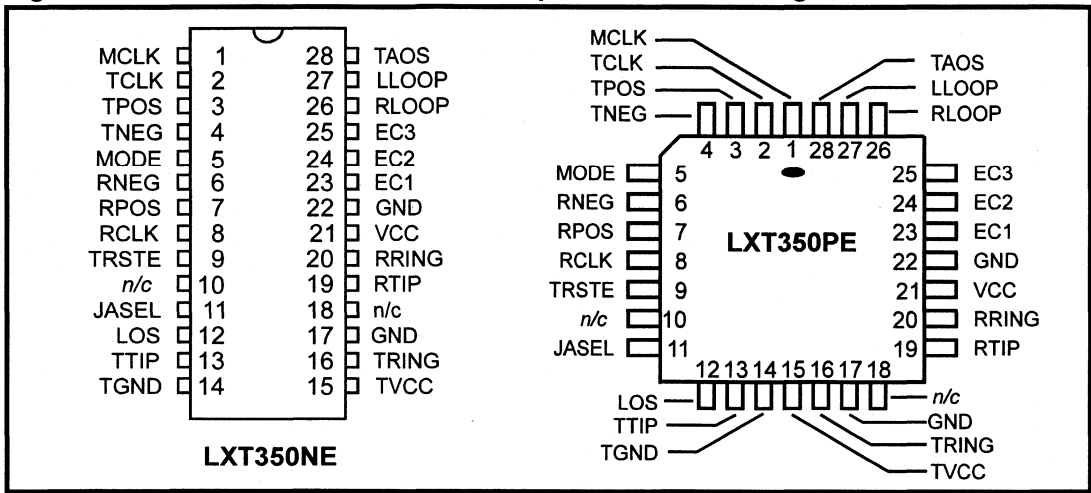 MCLK 1 28 TAOS
TCLK 2 27 LLOOP
TPOS 3 26 RLOOP
TNEG 4 25 EC3
MODE 5 24 EC2
RNEG 6 23 EC1
RPOS 7 22 GND
RCLK 8 21 VCC
TRSTE 9 20 RRING
n/c 10 19 RTIP
JASEL 11 18 n/c
LOS 12 17 GND
TTIP 13 16 TRING
TGND 14 15 TVCC
LXT350NE
MCLK
TCLK TAOS
TPOS LLOOP
TNEG RLOOP
4 3 2 1 28 27 26
MODE 5 25 EC3
RNEG 6 24 EC2
RPOS 7 23 EC1
LXT350PE
RCLK 8 22 GND
TRSTE 9 21 VCC
n/c 10 20 RRING
JASEL 11 19 RTIP
12 13 14 15 16 17 18
LOS n/c
TTIP GND
TGND TRING
TVCC